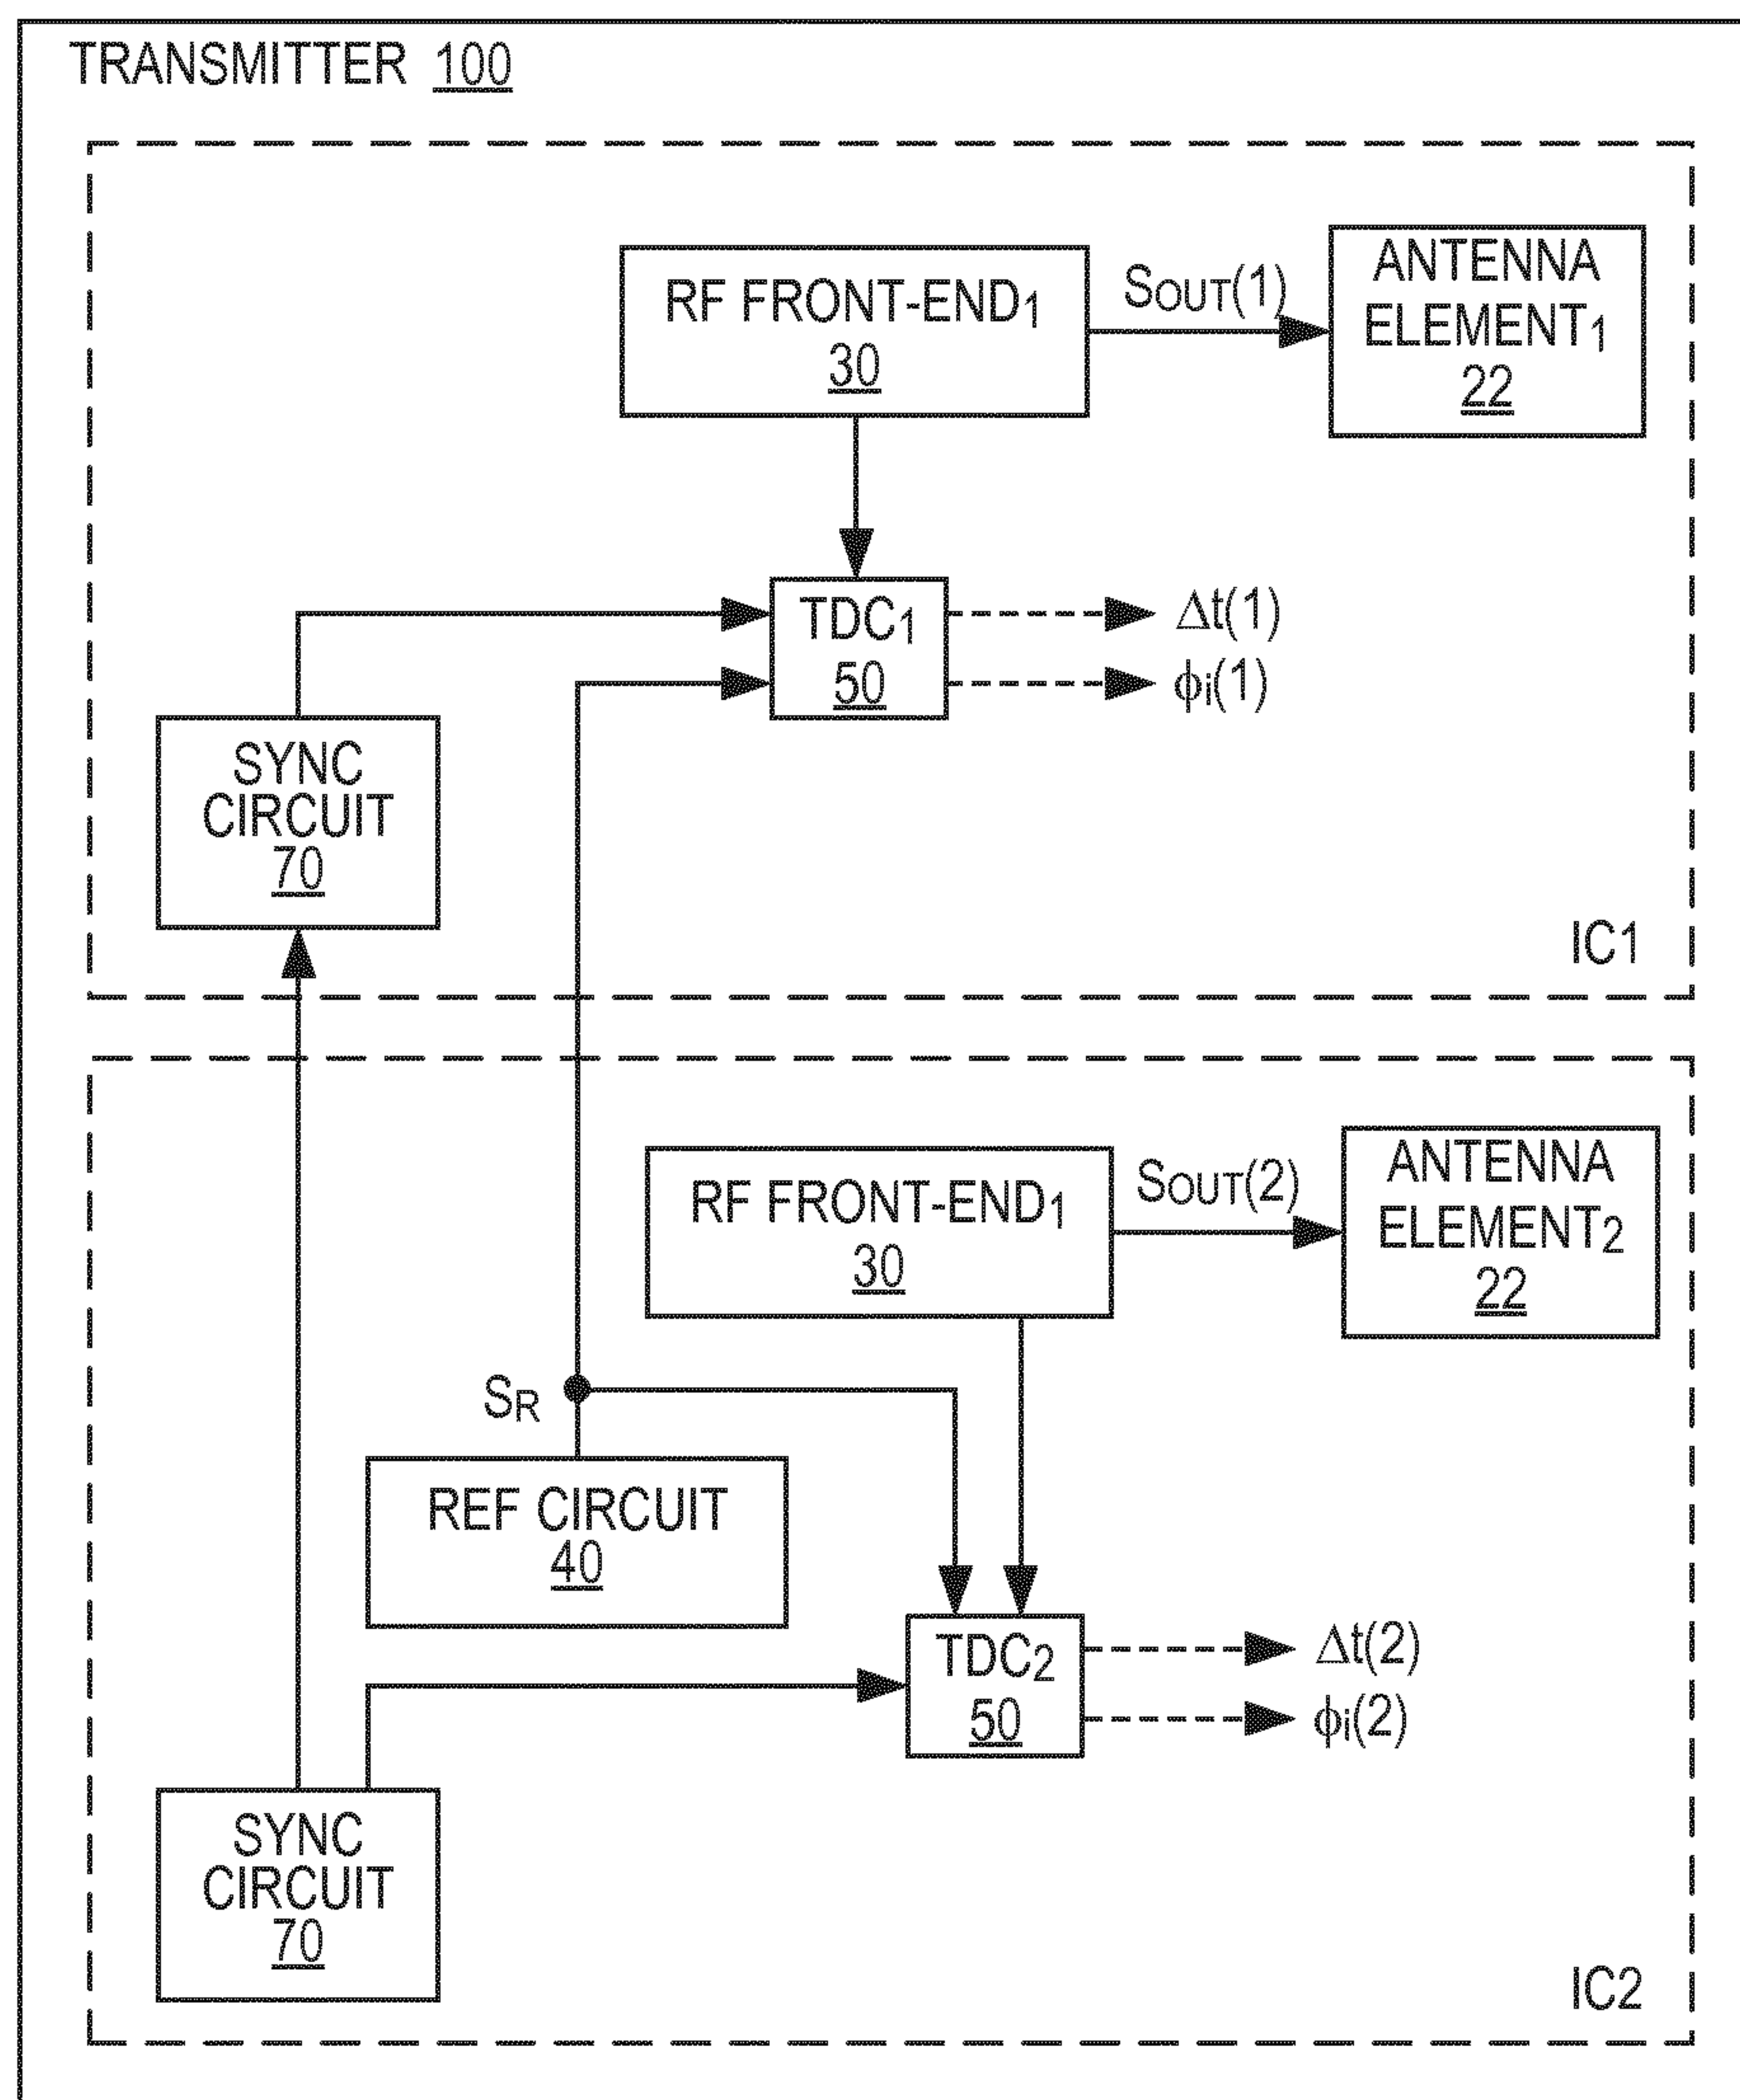 TRANSMITTER 100
RF FRONT-END1
30
SOUT(1)
ANTENNA
ELEMENT1
22
TDC1
50
Δt(1)
ϕi(1)
SYNC
CIRCUIT
70
IC1
RF FRONT-END1
30
SOUT(2)
ANTENNA
ELEMENT2
22
SR
REF CIRCUIT
40
TDC2
50
Δt(2)
ϕi(2)
SYNC
CIRCUIT
70
IC2